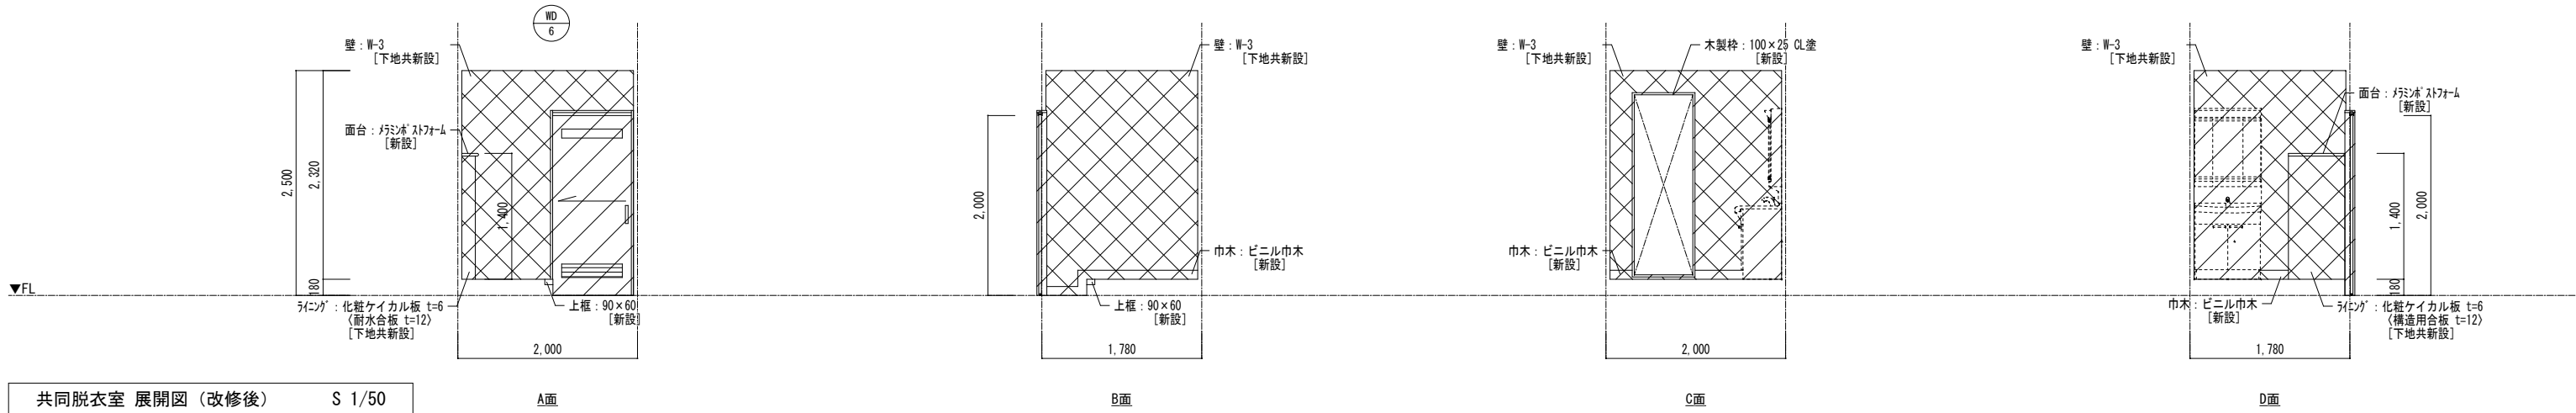 WD
6
壁：W-3
[下地共新設]
面台：メラミンポストフォーム
[新設]
2,500
2,320
180
1,400
▼FL
ライニング：化粧ケイカル板 t=6
〈耐水合板 t=12〉
[下地共新設]
上框：90×60
[新設]
2,000
A面
壁：W-3
[下地共新設]
2,000
巾木：ビニル巾木
[新設]
上框：90×60
[新設]
1,780
B面
壁：W-3
[下地共新設]
木製枠：100×25 CL塗
[新設]
巾木：ビニル巾木
[新設]
2,000
C面
壁：W-3
[下地共新設]
面台：メラミンポストフォーム
[新設]
1,400
2,000
180
巾木：ビニル巾木
[新設]
ライニング：化粧ケイカル板 t=6
〈構造用合板 t=12〉
[下地共新設]
1,780
D面
共同脱衣室 展開図（改修後） S 1/50